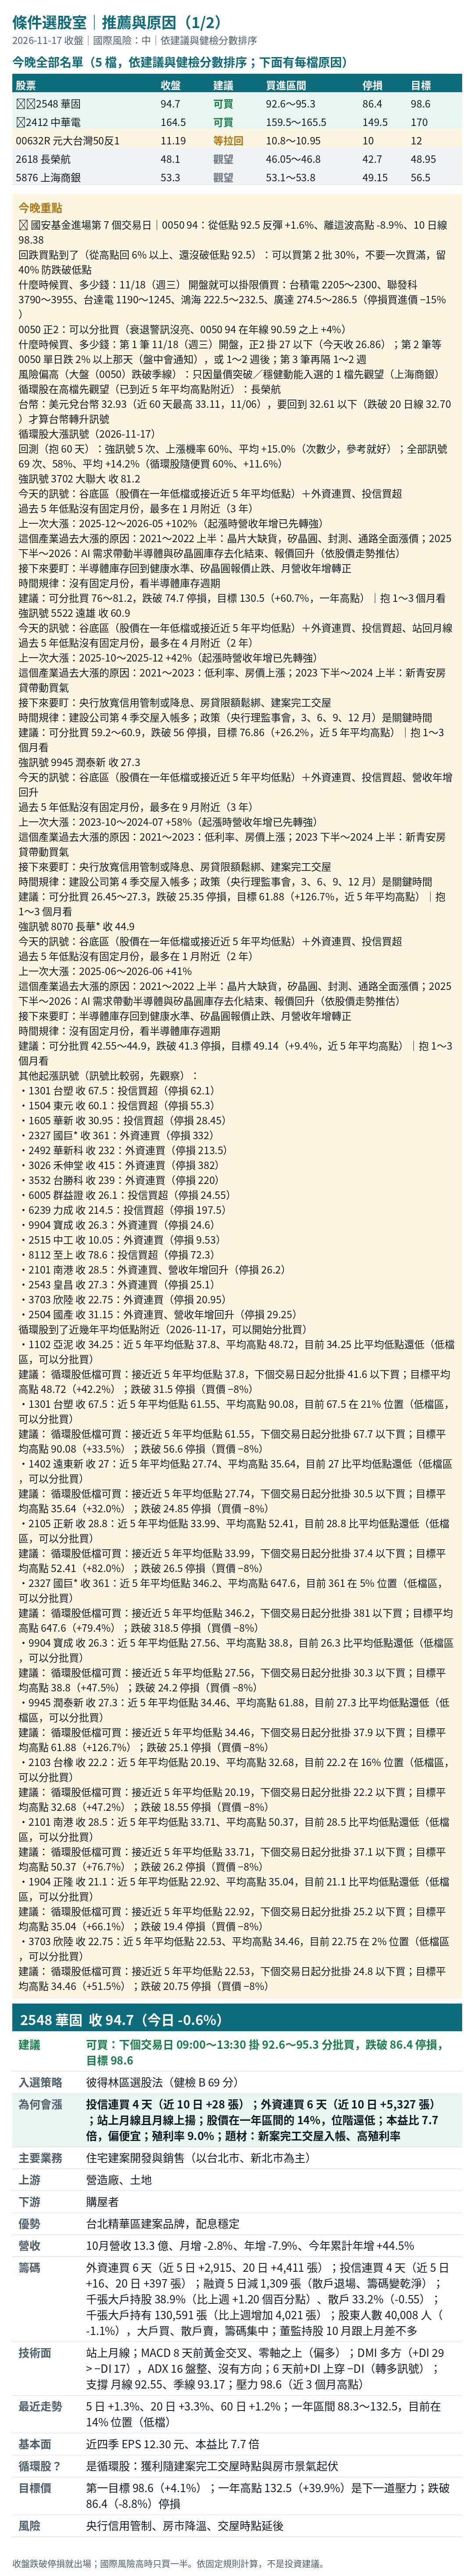 條件選股室｜推薦與原因（1/2）
2026-11-17 收盤｜國際風險：中｜依建議與健檢分數排序
今晚全部名單（5 檔，依建議與健檢分數排序；下面有每檔原因）
股票 收盤 建議 買進區間 停損 目標
2548 華固 94.7 可買 92.6～95.3 86.4 98.6
2412 中華電 164.5 可買 159.5～165.5 149.5 170
00632R 元大台灣50反1 11.19 等拉回 10.8～10.95 10 12
2618 長榮航 48.1 觀望 46.05～46.8 42.7 48.95
5876 上海商銀 53.3 觀望 53.1～53.8 49.15 56.5
今晚重點
國安基金進場第 7 個交易日｜0050 94：從低點 92.5 反彈 +1.6%、離這波高點 -8.9%、10 日線
98.38
回跌買點到了（從高點回 6% 以上、還沒破低點 92.5）：可以買第 2 批 30%，不要一次買滿，留
40% 防跌破低點
什麼時候買、多少錢：11/18（週三） 開盤就可以掛限價買：台積電 2205～2300、聯發科
3790～3955、台達電 1190～1245、鴻海 222.5～232.5、廣達 274.5～286.5（停損買進價 −15%
）
0050 正2：可以分批買（衰退警訊沒亮、0050 94 在年線 90.59 之上 +4%）
什麼時候買、多少錢：第 1 筆 11/18（週三）開盤，正2 掛 27 以下（今天收 26.86）；第 2 筆等
0050 單日跌 2% 以上那天（盤中會通知），或 1～2 週後；第 3 筆再隔 1～2 週
風險偏高（大盤（0050）跌破季線）：只因量價突破／穩健動能入選的 1 檔先觀望（上海商銀）
循環股在高檔先觀望（已到近 5 年平均高點附近）：長榮航
台幣：美元兌台幣 32.93（近 60 天最高 33.11，11/06），要回到 32.61 以下（跌破 20 日線 32.70
）才算台幣轉升訊號
循環股大漲訊號（2026-11-17）
回測（抱 60 天）：強訊號 5 次、上漲機率 60%、平均 +15.0%（次數少，參考就好）；全部訊號
69 次、58%、平均 +14.2%（循環股隨便買 60%、+11.6%）
強訊號 3702 大聯大 收 81.2
今天的訊號：谷底區（股價在一年低檔或接近近 5 年平均低點）＋外資連買、投信買超
過去 5 年低點沒有固定月份，最多在 1 月附近（3 年）
上一次大漲：2025-12～2026-05 +102%（起漲時營收年增已先轉強）
這個產業過去大漲的原因：2021～2022 上半：晶片大缺貨，矽晶圓、封測、通路全面漲價；2025
下半～2026：AI 需求帶動半導體與矽晶圓庫存去化結束、報價回升（依股價走勢推估）
接下來要盯：半導體庫存回到健康水準、矽晶圓報價止跌、月營收年增轉正
時間規律：沒有固定月份，看半導體庫存週期
建議：可分批買 76～81.2，跌破 74.7 停損，目標 130.5（+60.7%，一年高點）｜抱 1～3 個月看
強訊號 5522 遠雄 收 60.9
今天的訊號：谷底區（股價在一年低檔或接近近 5 年平均低點）＋外資連買、投信買超、站回月線
過去 5 年低點沒有固定月份，最多在 4 月附近（2 年）
上一次大漲：2025-10～2025-12 +42%（起漲時營收年增已先轉強）
這個產業過去大漲的原因：2021～2023：低利率、房價上漲；2023 下半～2024 上半：新青安房
貸帶動買氣
接下來要盯：央行放寬信用管制或降息、房貸限額鬆綁、建案完工交屋
時間規律：建設公司第 4 季交屋入帳多；政策（央行理監事會，3、6、9、12 月）是關鍵時間
建議：可分批買 59.2～60.9，跌破 56 停損，目標 76.86（+26.2%，近 5 年平均高點）｜抱 1～3
個月看
強訊號 9945 潤泰新 收 27.3
今天的訊號：谷底區（股價在一年低檔或接近近 5 年平均低點）＋外資連買、投信買超、營收年增
回升
過去 5 年低點沒有固定月份，最多在 9 月附近（3 年）
上一次大漲：2023-10～2024-07 +58%（起漲時營收年增已先轉強）
這個產業過去大漲的原因：2021～2023：低利率、房價上漲；2023 下半～2024 上半：新青安房
貸帶動買氣
接下來要盯：央行放寬信用管制或降息、房貸限額鬆綁、建案完工交屋
時間規律：建設公司第 4 季交屋入帳多；政策（央行理監事會，3、6、9、12 月）是關鍵時間
建議：可分批買 26.45～27.3，跌破 25.35 停損，目標 61.88（+126.7%，近 5 年平均高點）｜抱
1～3 個月看
強訊號 8070 長華* 收 44.9
今天的訊號：谷底區（股價在一年低檔或接近近 5 年平均低點）＋外資連買、投信買超
過去 5 年低點沒有固定月份，最多在 1 月附近（2 年）
上一次大漲：2025-06～2026-06 +41%
這個產業過去大漲的原因：2021～2022 上半：晶片大缺貨，矽晶圓、封測、通路全面漲價；2025
下半～2026：AI 需求帶動半導體與矽晶圓庫存去化結束、報價回升（依股價走勢推估）
接下來要盯：半導體庫存回到健康水準、矽晶圓報價止跌、月營收年增轉正
時間規律：沒有固定月份，看半導體庫存週期
建議：可分批買 42.55～44.9，跌破 41.3 停損，目標 49.14（+9.4%，近 5 年平均高點）｜抱 1～3
個月看
其他起漲訊號（訊號比較弱，先觀察）：
・1301 台塑 收 67.5：投信買超（停損 62.1）
・1504 東元 收 60.1：投信買超（停損 55.3）
・1605 華新 收 30.95：投信買超（停損 28.45）
・2327 國巨* 收 361：外資連買（停損 332）
・2492 華新科 收 232：外資連買（停損 213.5）
・3026 禾伸堂 收 415：外資連買（停損 382）
・3532 台勝科 收 239：外資連買（停損 220）
・6005 群益證 收 26.1：投信買超（停損 24.55）
・6239 力成 收 214.5：投信買超（停損 197.5）
・9904 寶成 收 26.3：外資連買（停損 24.6）
・2515 中工 收 10.05：外資連買（停損 9.53）
・8112 至上 收 78.6：投信買超（停損 72.3）
・2101 南港 收 28.5：外資連買、營收年增回升（停損 26.2）
・2543 皇昌 收 27.3：外資連買（停損 25.1）
・3703 欣陸 收 22.75：外資連買（停損 20.95）
・2504 國產 收 31.15：外資連買、營收年增回升（停損 29.25）
循環股到了近幾年平均低點附近（2026-11-17，可以開始分批買）
・1102 亞泥 收 34.25：近 5 年平均低點 37.8、平均高點 48.72，目前 34.25 比平均低點還低（低檔
區，可以分批買）
建議： 循環股低檔可買：接近近 5 年平均低點 37.8，下個交易日起分批掛 41.6 以下買；目標平均
高點 48.72（+42.2%）；跌破 31.5 停損（買價 −8%）
・1301 台塑 收 67.5：近 5 年平均低點 61.55、平均高點 90.08，目前 67.5 在 21% 位置（低檔區，
可以分批買）
建議： 循環股低檔可買：接近近 5 年平均低點 61.55，下個交易日起分批掛 67.7 以下買；目標平
均高點 90.08（+33.5%）；跌破 56.6 停損（買價 −8%）
・1402 遠東新 收 27：近 5 年平均低點 27.74、平均高點 35.64，目前 27 比平均低點還低（低檔區
，可以分批買）
建議： 循環股低檔可買：接近近 5 年平均低點 27.74，下個交易日起分批掛 30.5 以下買；目標平
均高點 35.64（+32.0%）；跌破 24.85 停損（買價 −8%）
・2105 正新 收 28.8：近 5 年平均低點 33.99、平均高點 52.41，目前 28.8 比平均低點還低（低檔
區，可以分批買）
建議： 循環股低檔可買：接近近 5 年平均低點 33.99，下個交易日起分批掛 37.4 以下買；目標平
均高點 52.41（+82.0%）；跌破 26.5 停損（買價 −8%）
・2327 國巨* 收 361：近 5 年平均低點 346.2、平均高點 647.6，目前 361 在 5% 位置（低檔區，
可以分批買）
建議： 循環股低檔可買：接近近 5 年平均低點 346.2，下個交易日起分批掛 381 以下買；目標平均
高點 647.6（+79.4%）；跌破 318.5 停損（買價 −8%）
・9904 寶成 收 26.3：近 5 年平均低點 27.56、平均高點 38.8，目前 26.3 比平均低點還低（低檔區
，可以分批買）
建議： 循環股低檔可買：接近近 5 年平均低點 27.56，下個交易日起分批掛 30.3 以下買；目標平
均高點 38.8（+47.5%）；跌破 24.2 停損（買價 −8%）
・9945 潤泰新 收 27.3：近 5 年平均低點 34.46、平均高點 61.88，目前 27.3 比平均低點還低（低
檔區，可以分批買）
建議： 循環股低檔可買：接近近 5 年平均低點 34.46，下個交易日起分批掛 37.9 以下買；目標平
均高點 61.88（+126.7%）；跌破 25.1 停損（買價 −8%）
・2103 台橡 收 22.2：近 5 年平均低點 20.19、平均高點 32.68，目前 22.2 在 16% 位置（低檔區，
可以分批買）
建議： 循環股低檔可買：接近近 5 年平均低點 20.19，下個交易日起分批掛 22.2 以下買；目標平
均高點 32.68（+47.2%）；跌破 18.55 停損（買價 −8%）
・2101 南港 收 28.5：近 5 年平均低點 33.71、平均高點 50.37，目前 28.5 比平均低點還低（低檔
區，可以分批買）
建議： 循環股低檔可買：接近近 5 年平均低點 33.71，下個交易日起分批掛 37.1 以下買；目標平
均高點 50.37（+76.7%）；跌破 26.2 停損（買價 −8%）
・1904 正隆 收 21.1：近 5 年平均低點 22.92、平均高點 35.04，目前 21.1 比平均低點還低（低檔
區，可以分批買）
建議： 循環股低檔可買：接近近 5 年平均低點 22.92，下個交易日起分批掛 25.2 以下買；目標平
均高點 35.04（+66.1%）；跌破 19.4 停損（買價 −8%）
・3703 欣陸 收 22.75：近 5 年平均低點 22.53、平均高點 34.46，目前 22.75 在 2% 位置（低檔區
，可以分批買）
建議： 循環股低檔可買：接近近 5 年平均低點 22.53，下個交易日起分批掛 24.8 以下買；目標平
均高點 34.46（+51.5%）；跌破 20.75 停損（買價 −8%）
2548 華固 收 94.7（今日 -0.6%）
建議 可買：下個交易日 09:00～13:30 掛 92.6～95.3 分批買，跌破 86.4 停損，
目標 98.6
入選策略 彼得林區選股法（健檢 B 69 分）
為何會漲 投信連買 4 天（近 10 日 +28 張）；外資連買 6 天（近 10 日 +5,327 張）
；站上月線且月線上揚；股價在一年區間的 14%，位階還低；本益比 7.7
倍，偏便宜；殖利率 9.0%；題材：新案完工交屋入帳、高殖利率
主要業務 住宅建案開發與銷售（以台北市、新北市為主）
上游 營造廠、土地
下游 購屋者
優勢 台北精華區建案品牌，配息穩定
營收 10月營收 13.3 億、月增 -2.8%、年增 -7.9%、今年累計年增 +44.5%
籌碼 外資連買 6 天（近 5 日 +2,915、20 日 +4,411 張）；投信連買 4 天（近 5 日
+16、20 日 +397 張）；融資 5 日減 1,309 張（散戶退場、籌碼變乾淨）；
千張大戶持股 38.9%（比上週 +1.20 個百分點）、散戶 33.2%（-0.55）；
千張大戶持有 130,591 張（比上週增加 4,021 張）；股東人數 40,008 人（
-1.1%），大戶買、散戶賣，籌碼集中；董監持股 10 月跟上月差不多
技術面 站上月線；MACD 8 天前黃金交叉、零軸之上（偏多）；DMI 多方（+DI 29
> −DI 17），ADX 16 盤整、沒有方向；6 天前+DI 上穿 −DI（轉多訊號）；
支撐 月線 92.55、季線 93.17；壓力 98.6（近 3 個月高點）
最近走勢 5 日 +1.3%、20 日 +3.3%、60 日 +1.2%；一年區間 88.3～132.5，目前在
14% 位置（低檔）
基本面 近四季 EPS 12.30 元、本益比 7.7 倍
循環股？ 是循環股：獲利隨建案完工交屋時點與房市景氣起伏
目標價 第一目標 98.6（+4.1%）；一年高點 132.5（+39.9%）是下一道壓力；跌破
86.4（-8.8%）停損
風險 央行信用管制、房市降溫、交屋時點延後
收盤跌破停損就出場；國際風險高時只買一半。依固定規則計算，不是投資建議。